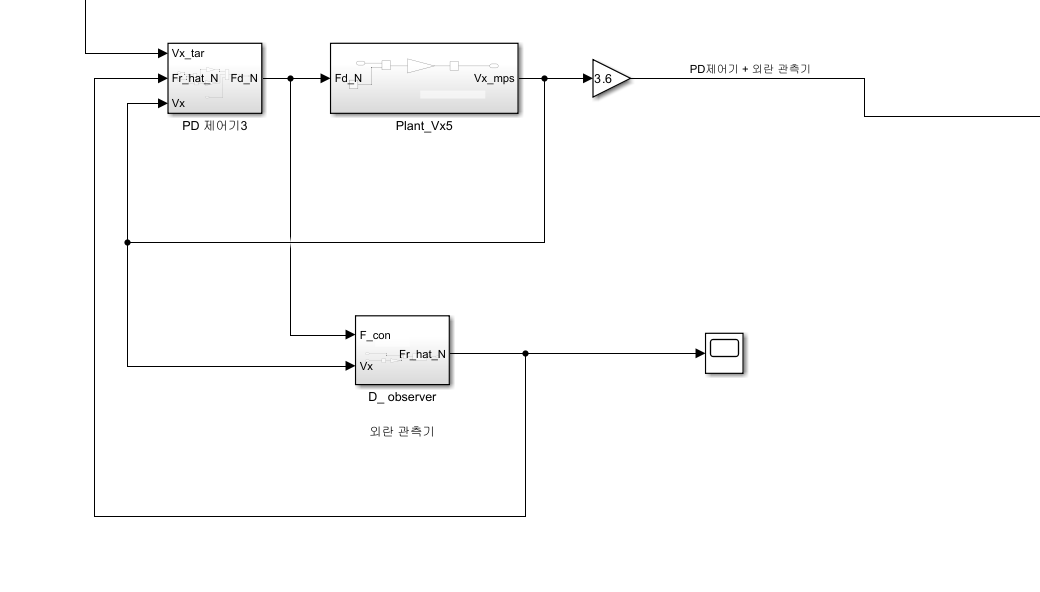 Vx_tar
Fr_hat_N
Fd_N
Vx
PD 제어기3
Fd_N
Vx_mps
Plant_Vx5
3.6
PD제어기 + 외란 관측기
F_con
Fr_hat_N
Vx
D_ observer
외란 관측기